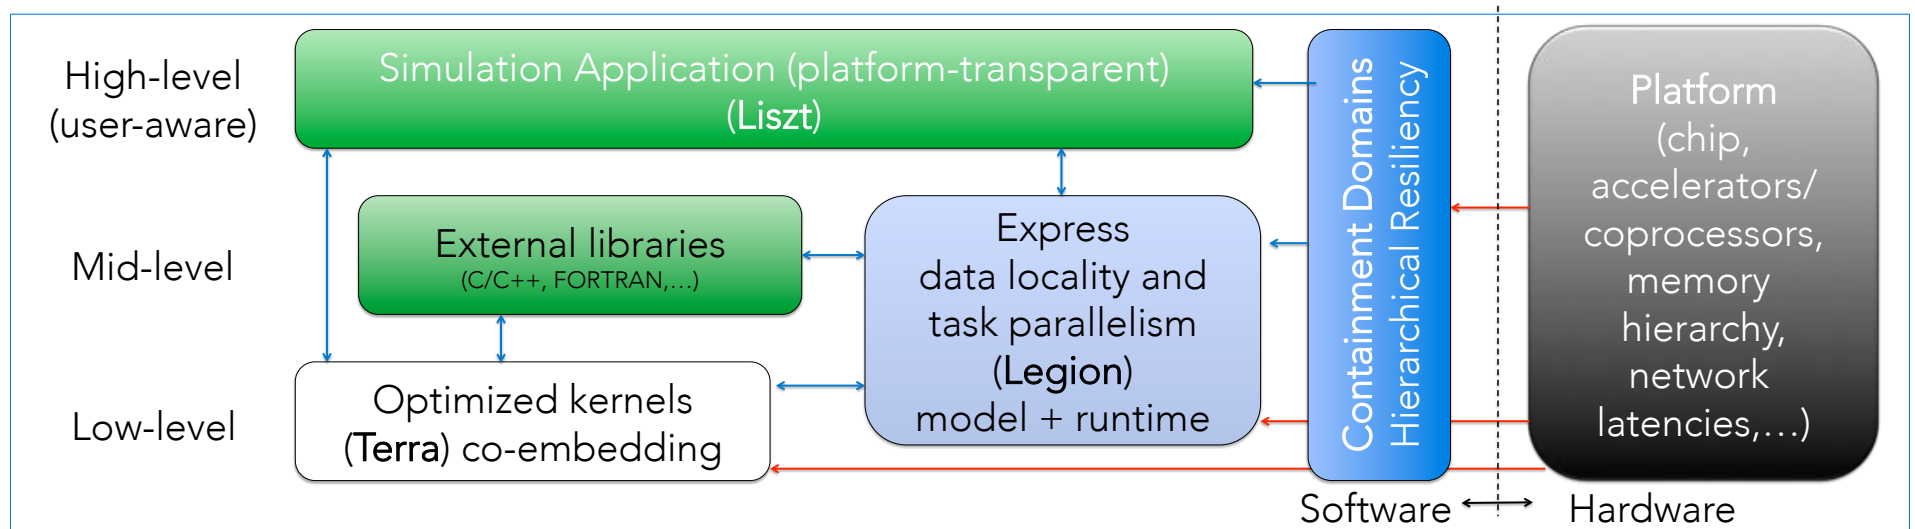 High-level
(user-aware)
Simulation Application (platform-transparent)
(Liszt)
Mid-level
External libraries
(C/C++, FORTRAN,...)
Express
data locality and
task parallelism
(Legion)
model + runtime
Low-level
Optimized kernels
(Terra) co-embedding
Containment Domains
Hierarchical Resiliency
Platform
(chip,
accelerators/
coprocessors,
memory
hierarchy,
network
latencies,...)
Software
Hardware